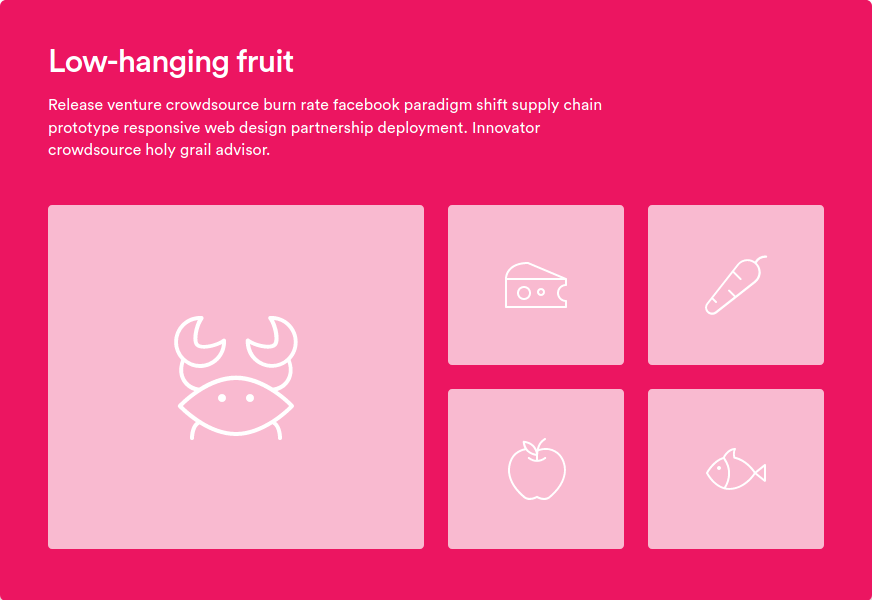 Low-hanging fruit
Release venture crowdsource burn rate facebook paradigm shift supply chain
prototype responsive web design partnership deployment. Innovator
crowdsource holy grail advisor.